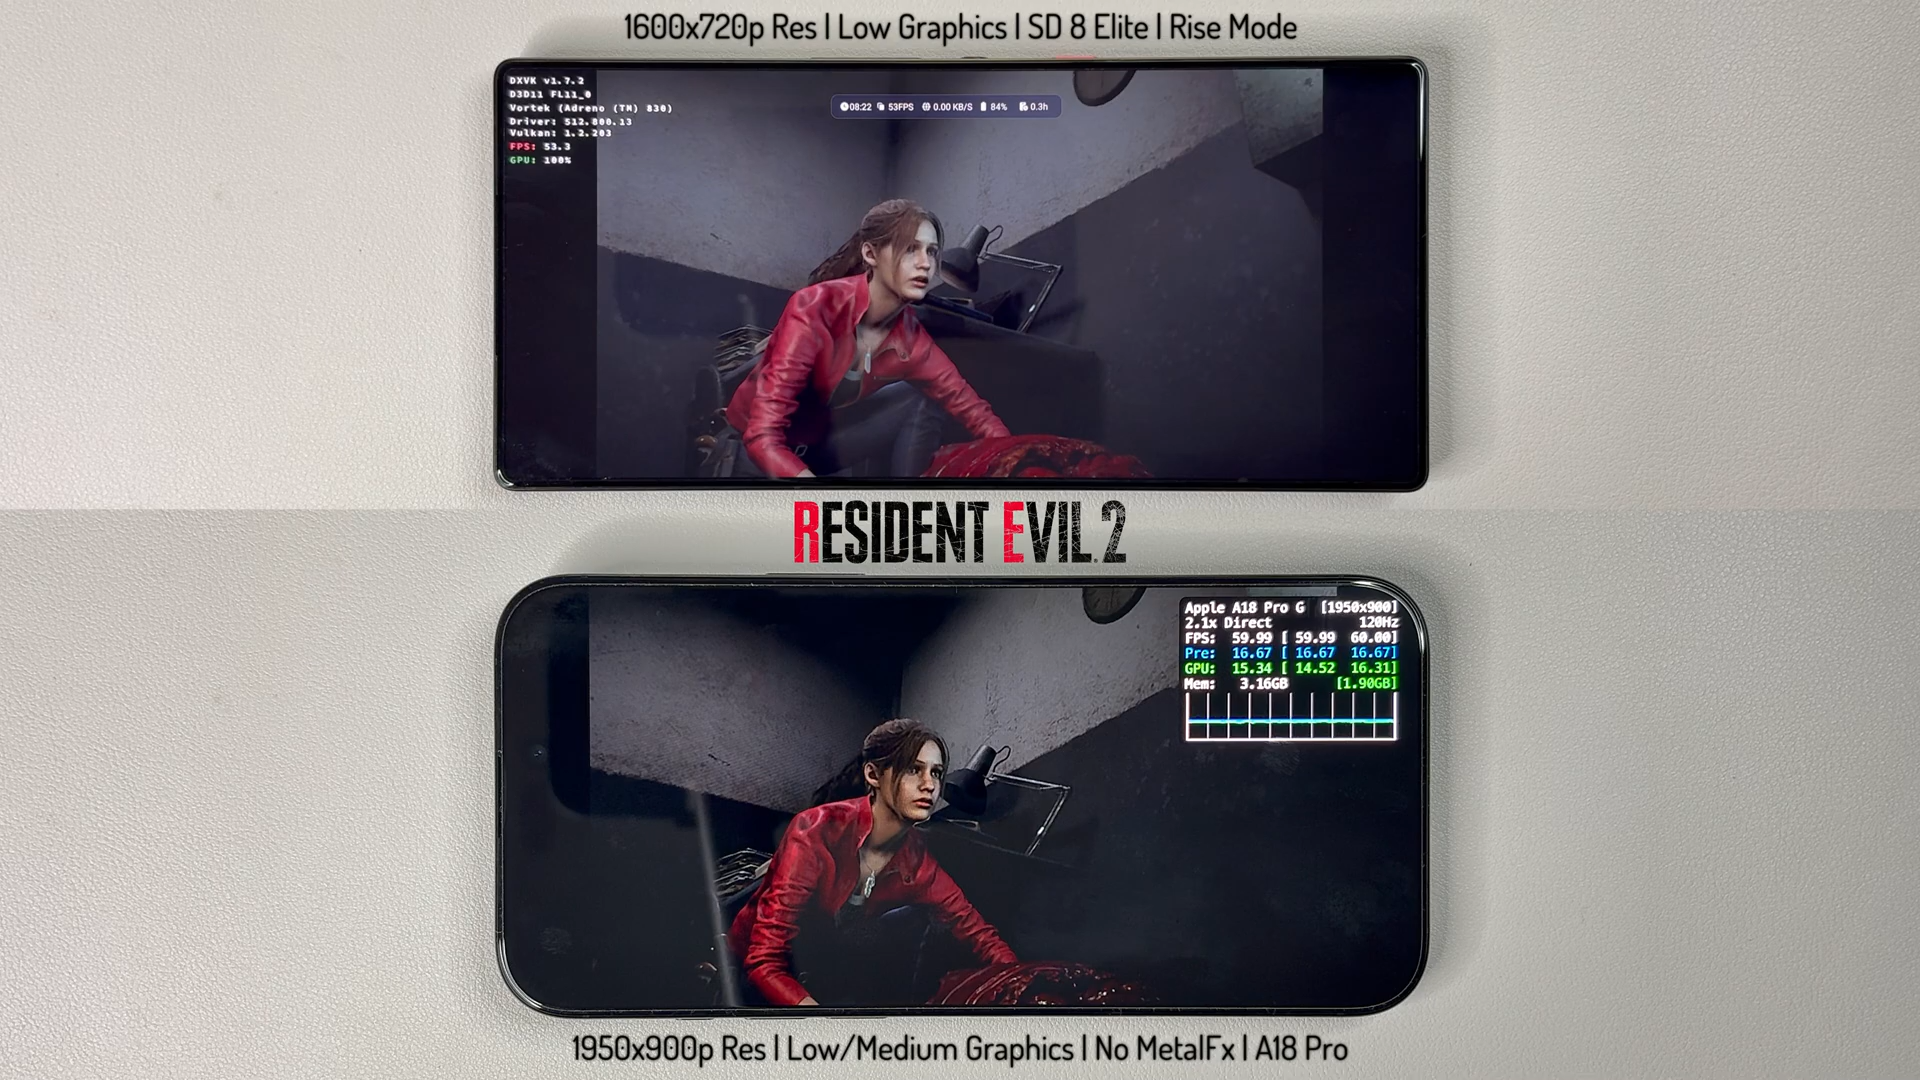 1600x720p Res | Low Graphics | SD 8 Elite | Rise Mode
DXVK v1.7.2
D3D11 FL11_0
Vortek (Adreno (TM) 830)
Driver: 512.800.13
Vulkan: 1.2.203
FPS: 53.3
GPU: 100%
08:22 53FPS 0.00 KB/S 84% 0.3h
RESIDENT EVIL 2
Apple A18 Pro G [1950x900]
2.1x Direct 120Hz
FPS: 59.99 [ 59.99 60.00]
Pre: 16.67 [ 16.67 16.67]
GPU: 15.34 [ 14.52 16.31]
Mem: 3.16GB [1.90GB]
1950x900p Res | Low/Medium Graphics | No MetalFx | A18 Pro